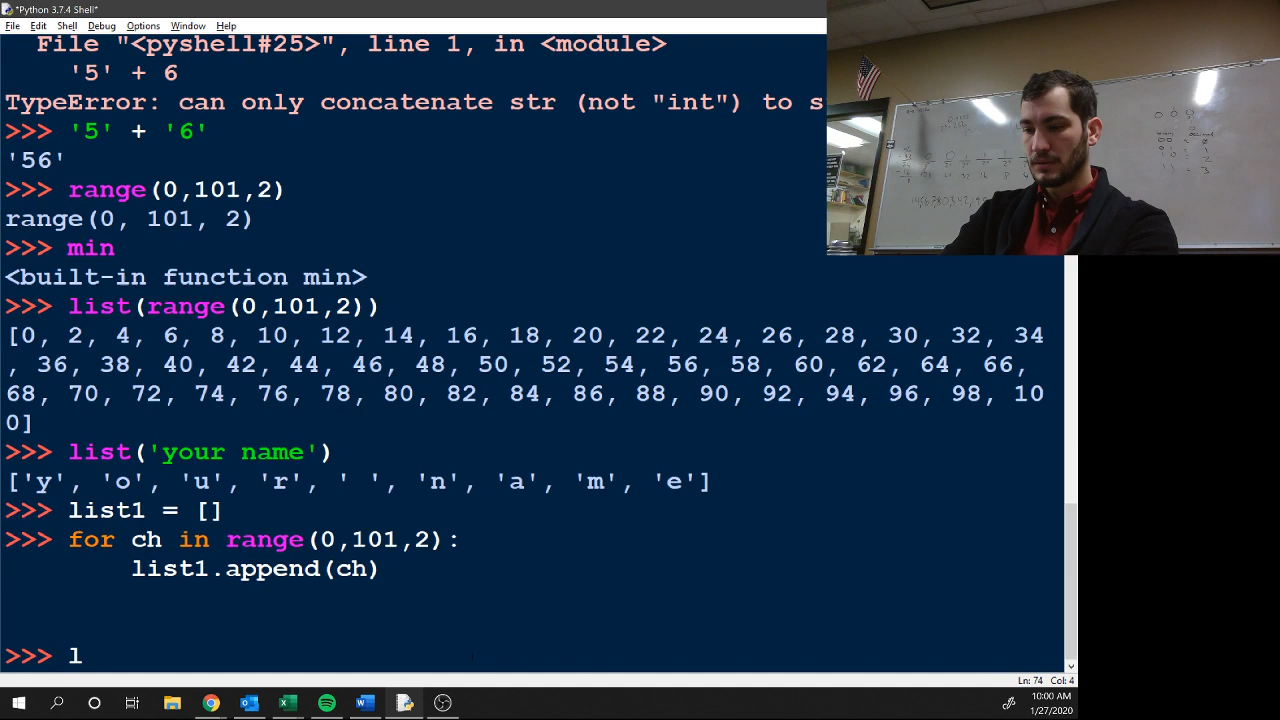 *Python 3.7.4 Shell*
File Edit Shell Debug Options Window Help
File "<pyshell#25>", line 1, in <module>
'5' + 6
TypeError: can only concatenate str (not "int") to s
>>> '5' + '6'
'56'
>>> range(0,101,2)
range(0, 101, 2)
>>> min
<built-in function min>
>>> list(range(0,101,2))
[0, 2, 4, 6, 8, 10, 12, 14, 16, 18, 20, 22, 24, 26, 28, 30, 32, 34
, 36, 38, 40, 42, 44, 46, 48, 50, 52, 54, 56, 58, 60, 62, 64, 66,
68, 70, 72, 74, 76, 78, 80, 82, 84, 86, 88, 90, 92, 94, 96, 98, 10
0]
>>> list('your name')
['y', 'o', 'u', 'r', ' ', 'n', 'a', 'm', 'e']
>>> list1 = []
>>> for ch in range(0,101,2):
list1.append(ch)
>>> l
Ln: 74 Col: 4
10:00 AM
1/27/2020